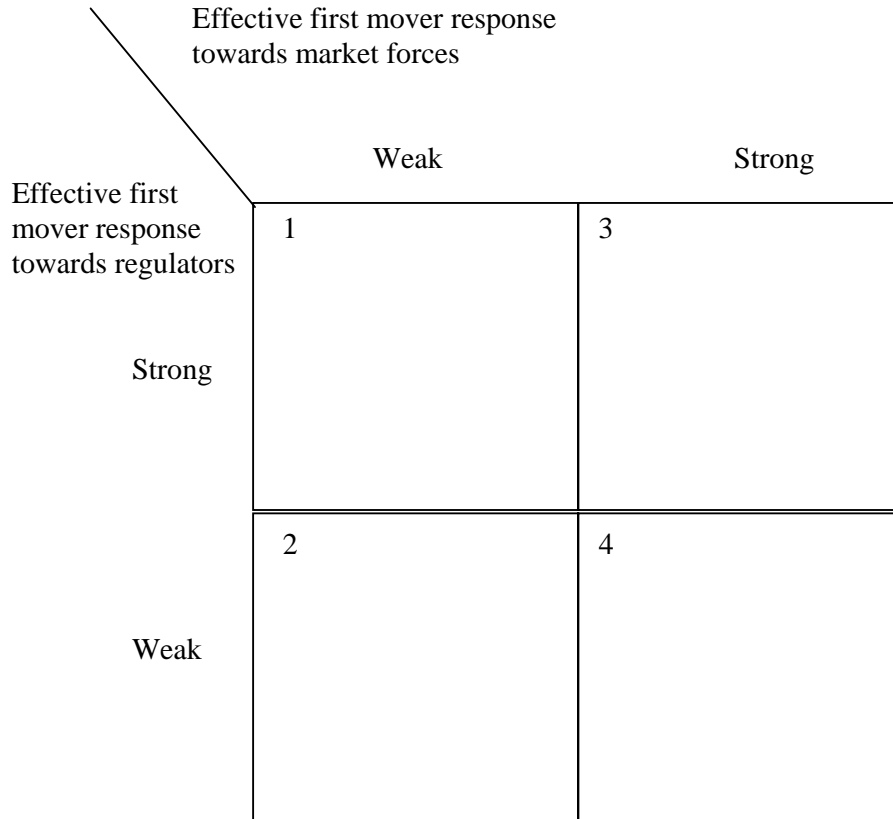 Effective first mover response
towards market forces
Weak
Strong
Effective first
mover response
towards regulators
1
3
Strong
2
4
Weak